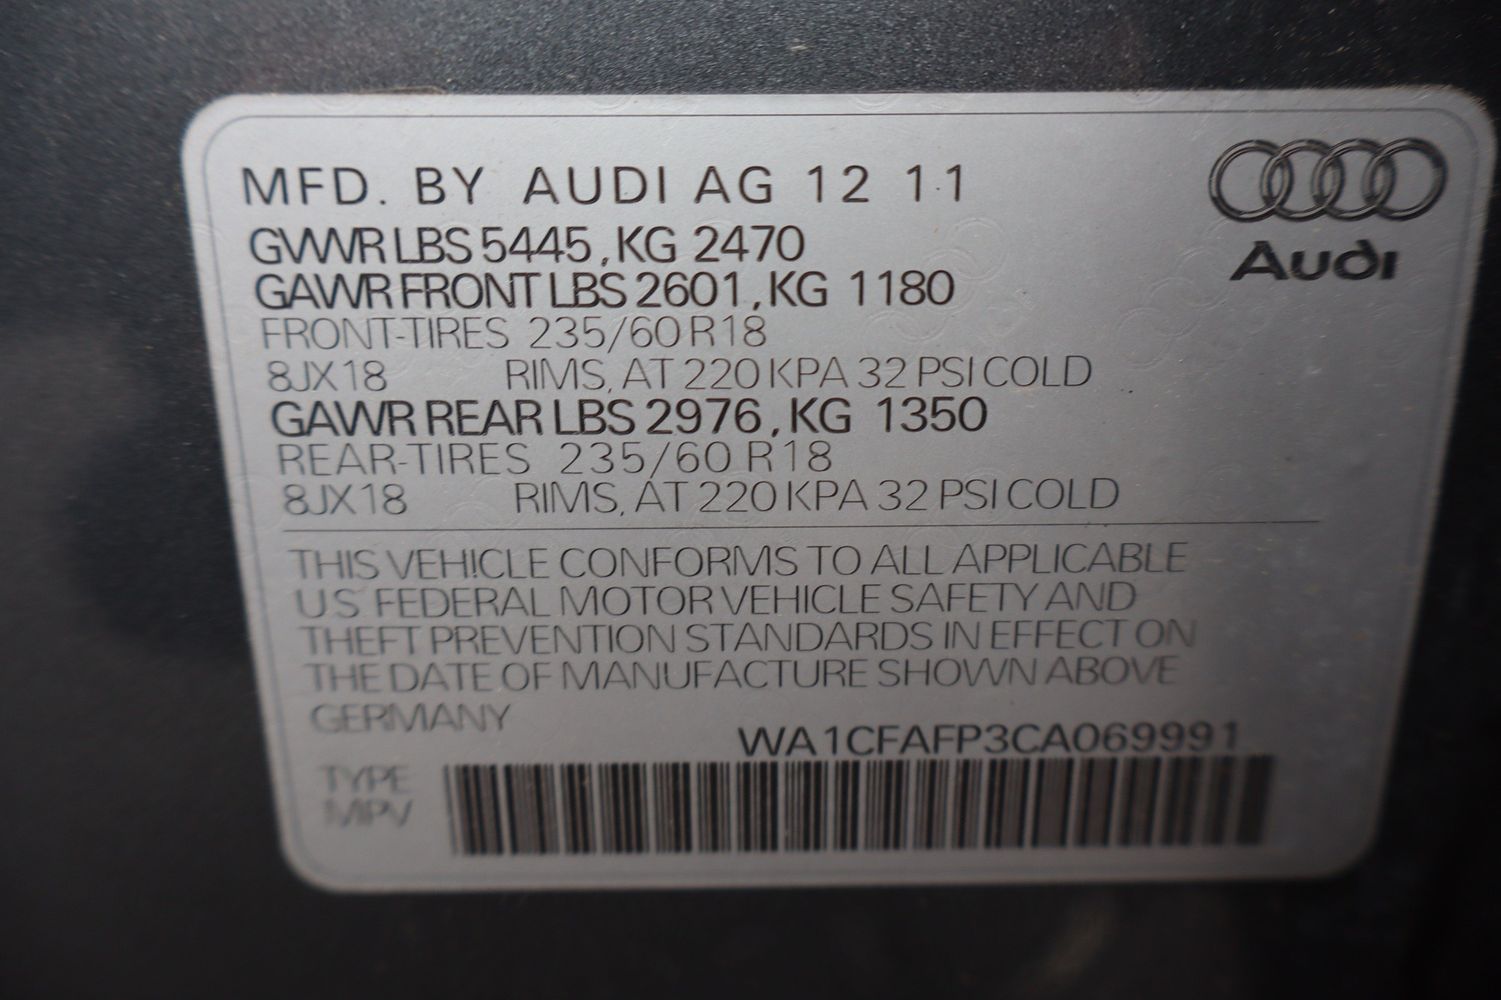 MFD. BY AUDI AG 12 11
GVWR LBS 5445, KG 2470
GAWR FRONT LBS 2601, KG 1180
FRONT-TIRES 235/60 R18
8JX18 RIMS, AT 220 KPA 32 PSI COLD
GAWR REAR LBS 2976, KG 1350
REAR-TIRES 235/60 R18
8JX18 RIMS, AT 220 KPA 32 PSI COLD
THIS VEHICLE CONFORMS TO ALL APPLICABLE
U.S. FEDERAL MOTOR VEHICLE SAFETY AND
THEFT PREVENTION STANDARDS IN EFFECT ON
THE DATE OF MANUFACTURE SHOWN ABOVE
GERMANY
WA1CFAFP3CA069991
TYPE
MPV
Audi